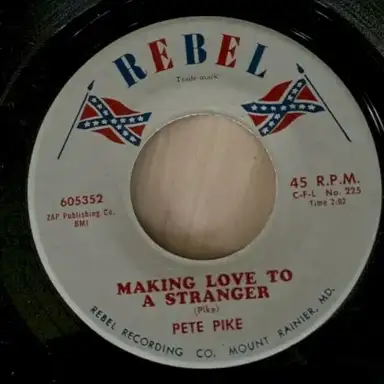 REBEL
Trade-mark
605352
ZAP Publishing Co.
BMI
45 R.P.M.
C-F-L No. 225
Time 2:02
MAKING LOVE TO
A STRANGER
(Pike)
PETE PIKE
REBEL RECORDING CO. MOUNT RAINIER, MD.